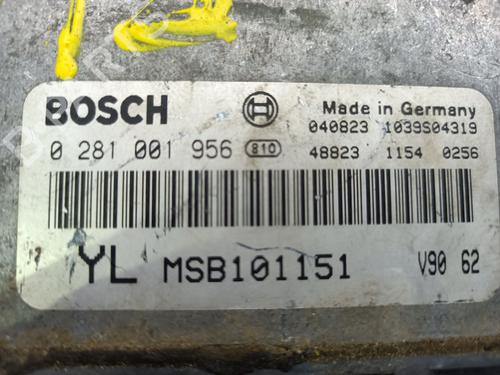 BOSCH
Made in Germany
040823 1039S04319
0 281 001 956 810 48823 1154 0256
YL MSB101151 V90 62